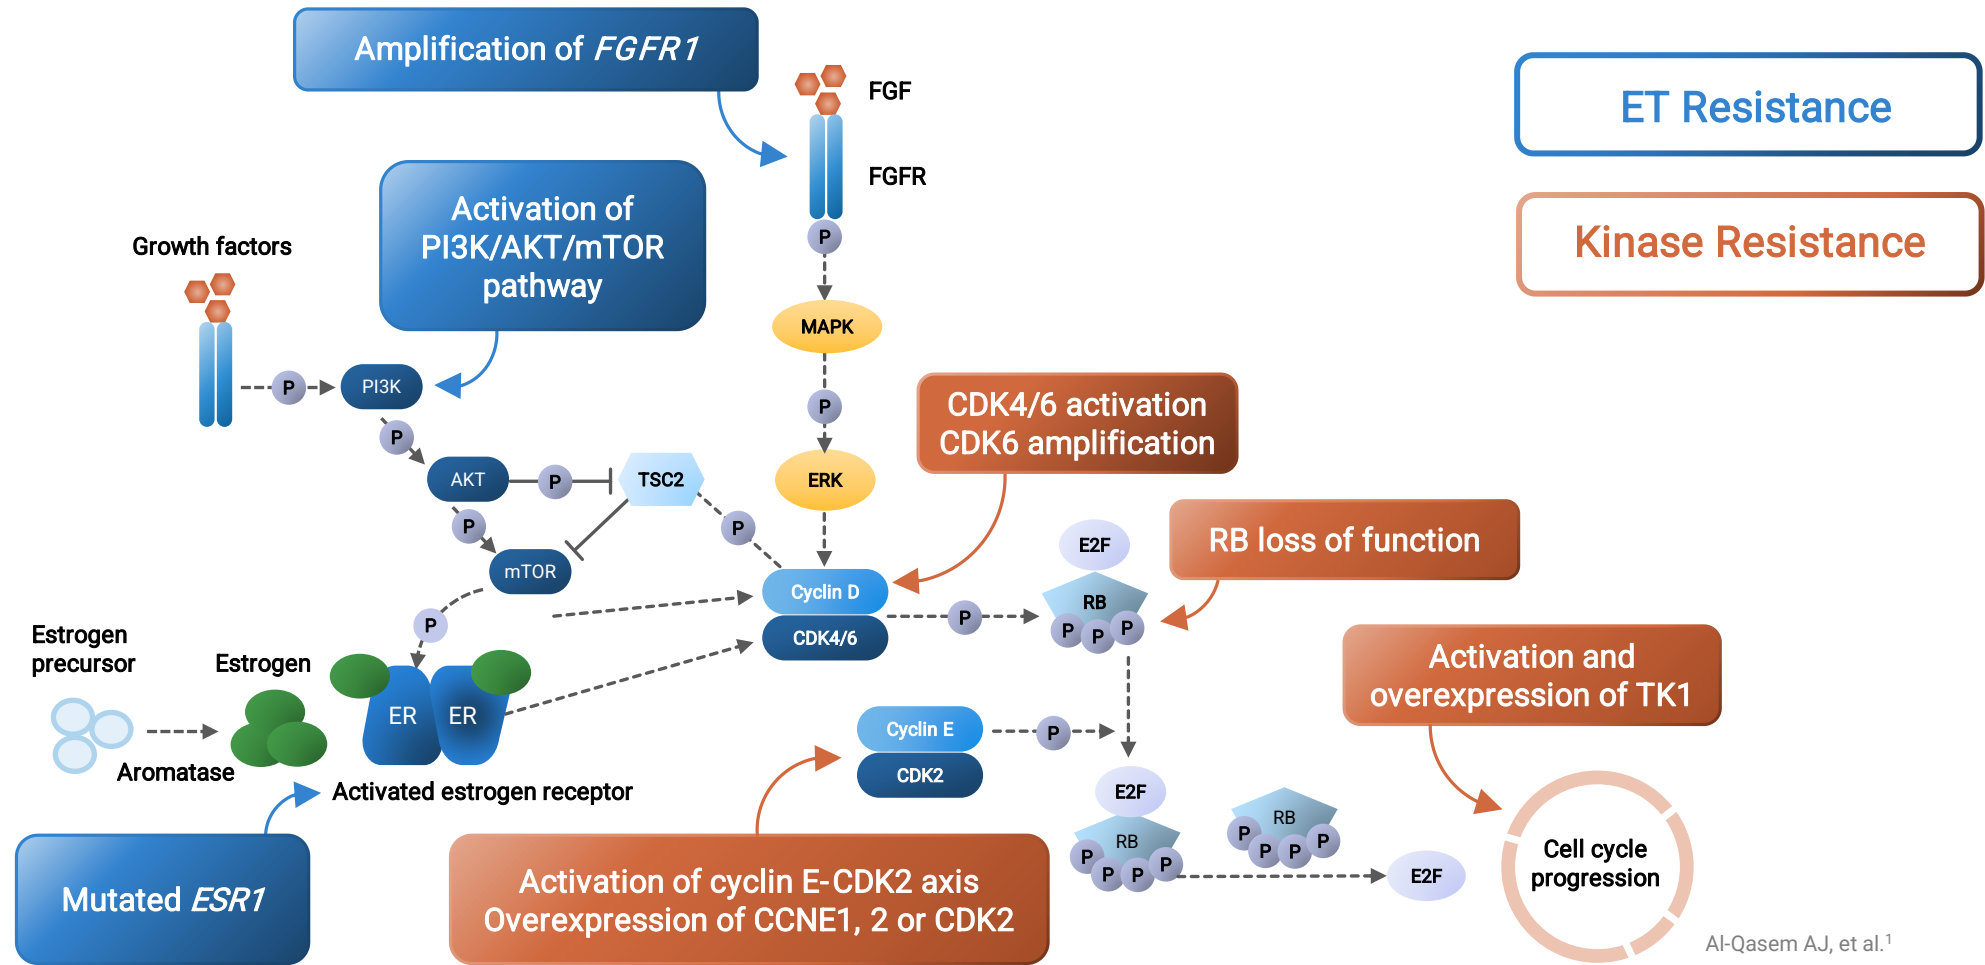 Amplification of FGFR1
FGF
FGFR
ET Resistance
Kinase Resistance
Activation of
PI3K/AKT/mTOR
pathway
Growth factors
P
MAPK
P
PI3K
P
P
CDK4/6 activation
CDK6 amplification
AKT
P
TSC2
ERK
P
P
mTOR
RB loss of function
E2F
Cyclin D
CDK4/6
P
RB
P
P
P
P
Estrogen
precursor
Estrogen
Aromatase
ER
ER
Activated estrogen receptor
Mutated ESR1
Cyclin E
CDK2
P
Activation and
overexpression of TK1
E2F
RB
P
P
P
P
RB
P
P
P
P
E2F
Cell cycle
progression
Activation of cyclin E-CDK2 axis
Overexpression of CCNE1, 2 or CDK2
Al-Qasem AJ, et al.1